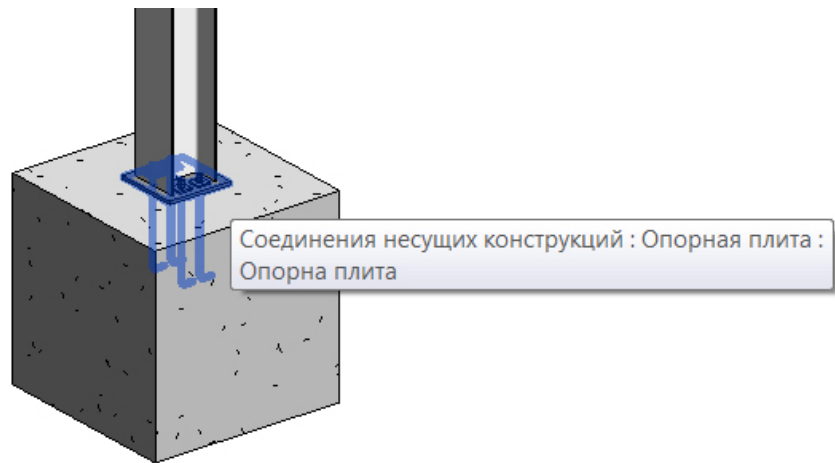 Соединения несущих конструкций : Опорная плита :
Опорна плита